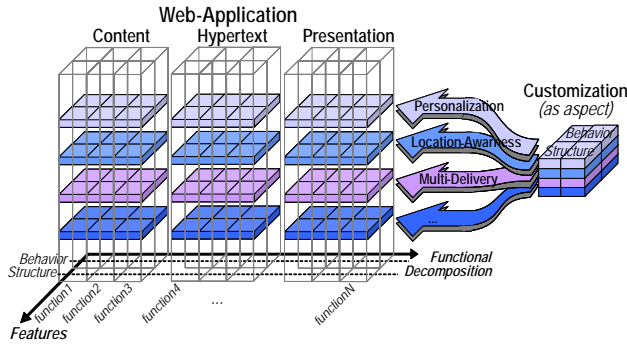 Web-Application
Content
Hypertext
Presentation
Customization
(as aspect)
Personalization
Location-Awarness
Multi-Delivery
...
Behavior
Structure
Behavior
Structure
Functional
Decomposition
function1
function2
function3
function4
...
functionN
Features